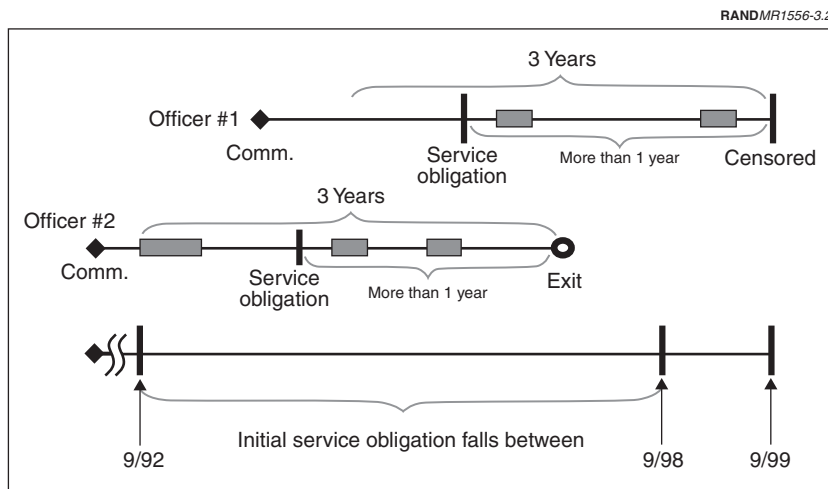 RANDMR1556-3.2
3 Years
Officer #1
Comm.
Service
obligation
More than 1 year
Censored
3 Years
Officer #2
Comm.
Service
obligation
More than 1 year
Exit
Initial service obligation falls between
9/92
9/98
9/99